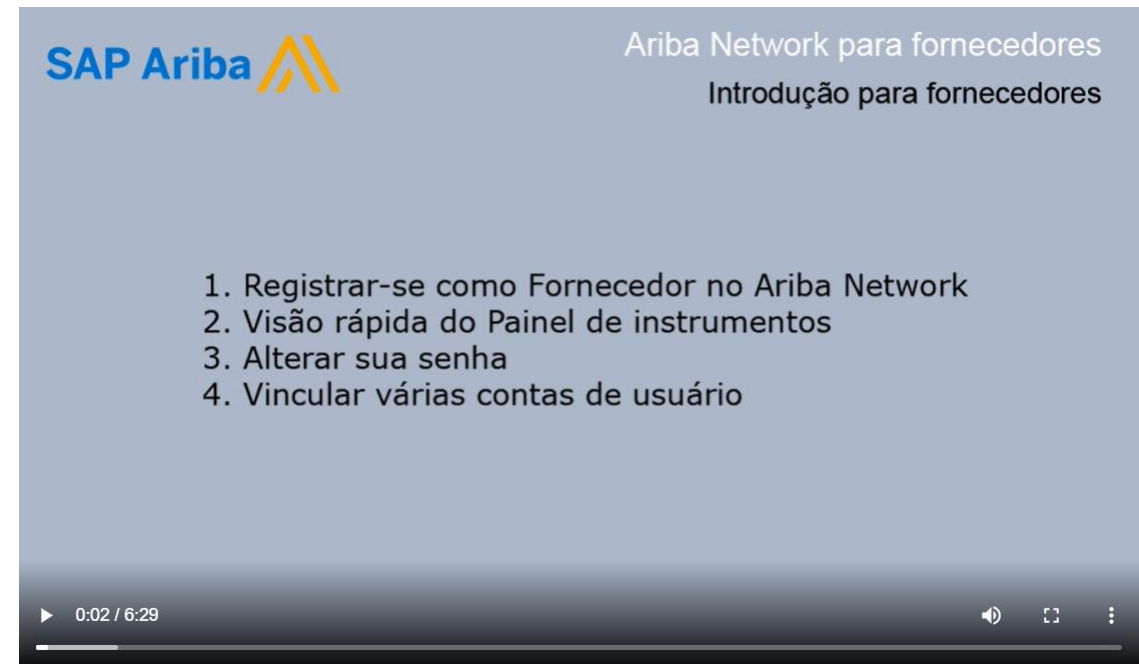 SAP Ariba
Ariba Network para fornecedores
Introdução para fornecedores
1. Registrar-se como Fornecedor no Ariba Network
2. Visão rápida do Painel de instrumentos
3. Alterar sua senha
4. Vincular várias contas de usuário
0:02 / 6:29